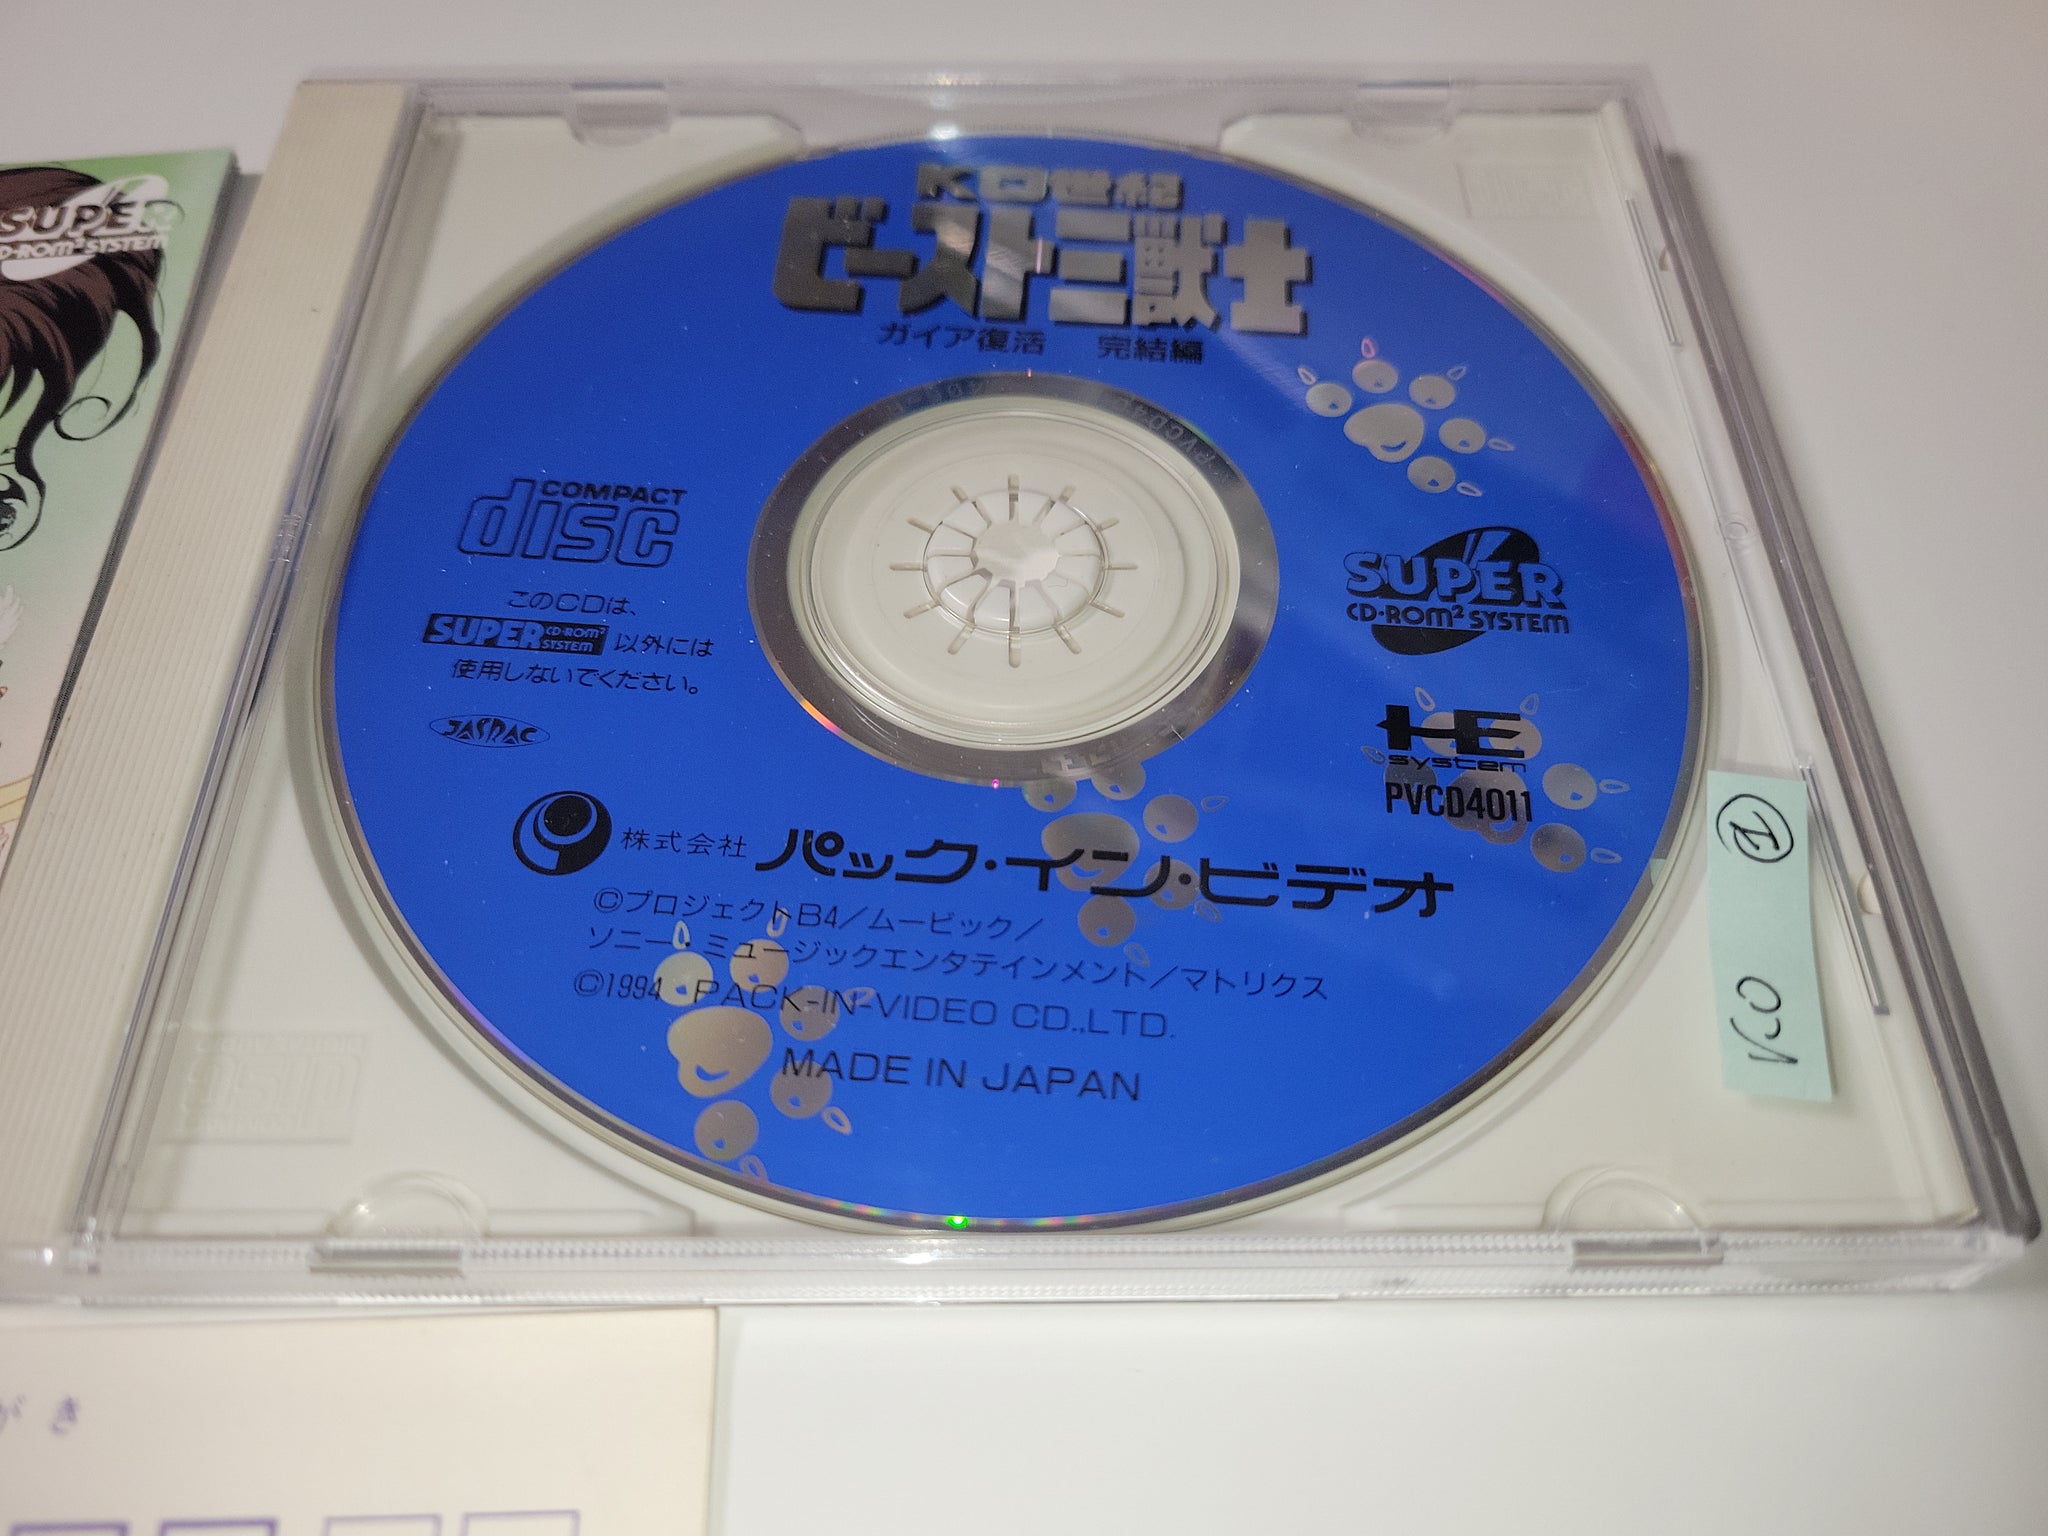 SUPER
CD-ROM² SYSTEM
KO世紀
ビースト三獣士
ガイア復活 完結編
COMPACT
disc
このCDは、
SUPER CD-ROM² SYSTEM 以外には
使用しないでください。
JASRAC
SUPER
CD-ROM² SYSTEM
HE
system
PVCD4011
株式会社 パック・イン・ビデオ
©プロジェクトB4／ムービック／
ソニー・ミュージックエンタテインメント／マトリクス
©1994 PACK-IN-VIDEO CD.,LTD.
MADE IN JAPAN
がき